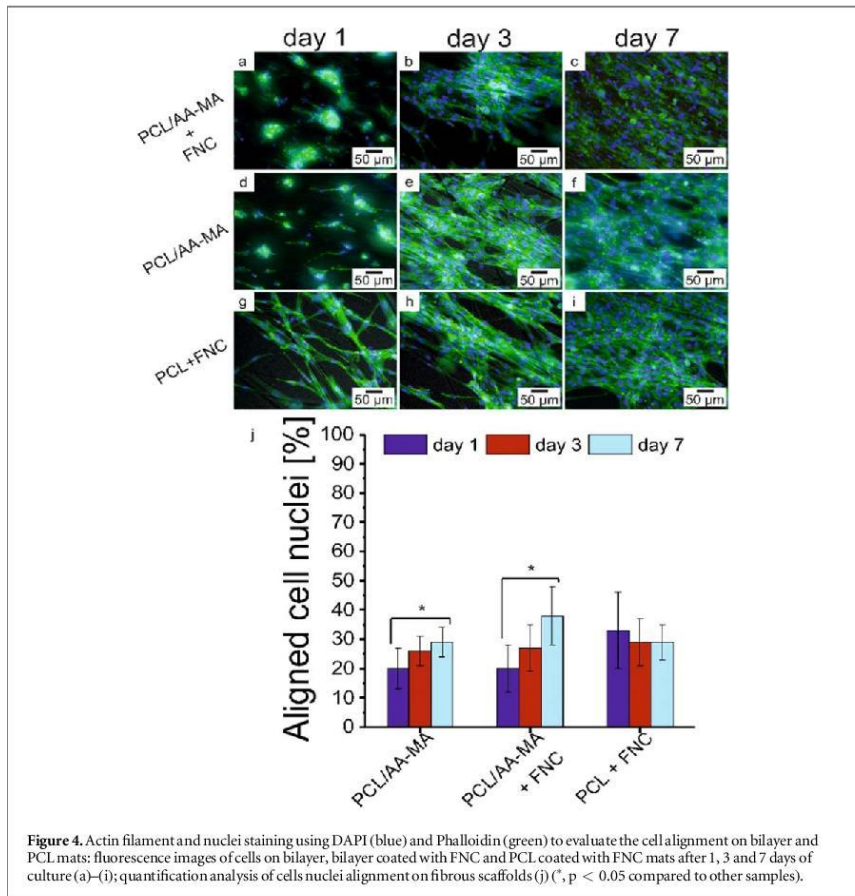 day 1 day 3 day 7
PCL/AA-MA
+
FNC
a b c
50 µm 50 µm 50 µm
PCL/AA-MA
d e f
50 µm 50 µm 50 µm
PCL+FNC
g h i
50 µm 50 µm 50 µm
j
Aligned cell nuclei [%]
day 1 day 3 day 7
100
90
80
70
60
50
40
30
20
10
0
* *
PCL/AA-MA
PCL/AA-MA
+ FNC
PCL + FNC
Figure 4. Actin filament and nuclei staining using DAPI (blue) and Phalloidin (green) to evaluate the cell alignment on bilayer and
PCL mats: fluorescence images of cells on bilayer, bilayer coated with FNC and PCL coated with FNC mats after 1, 3 and 7 days of
culture (a)–(i); quantification analysis of cells nuclei alignment on fibrous scaffolds (j) (*, p < 0.05 compared to other samples).